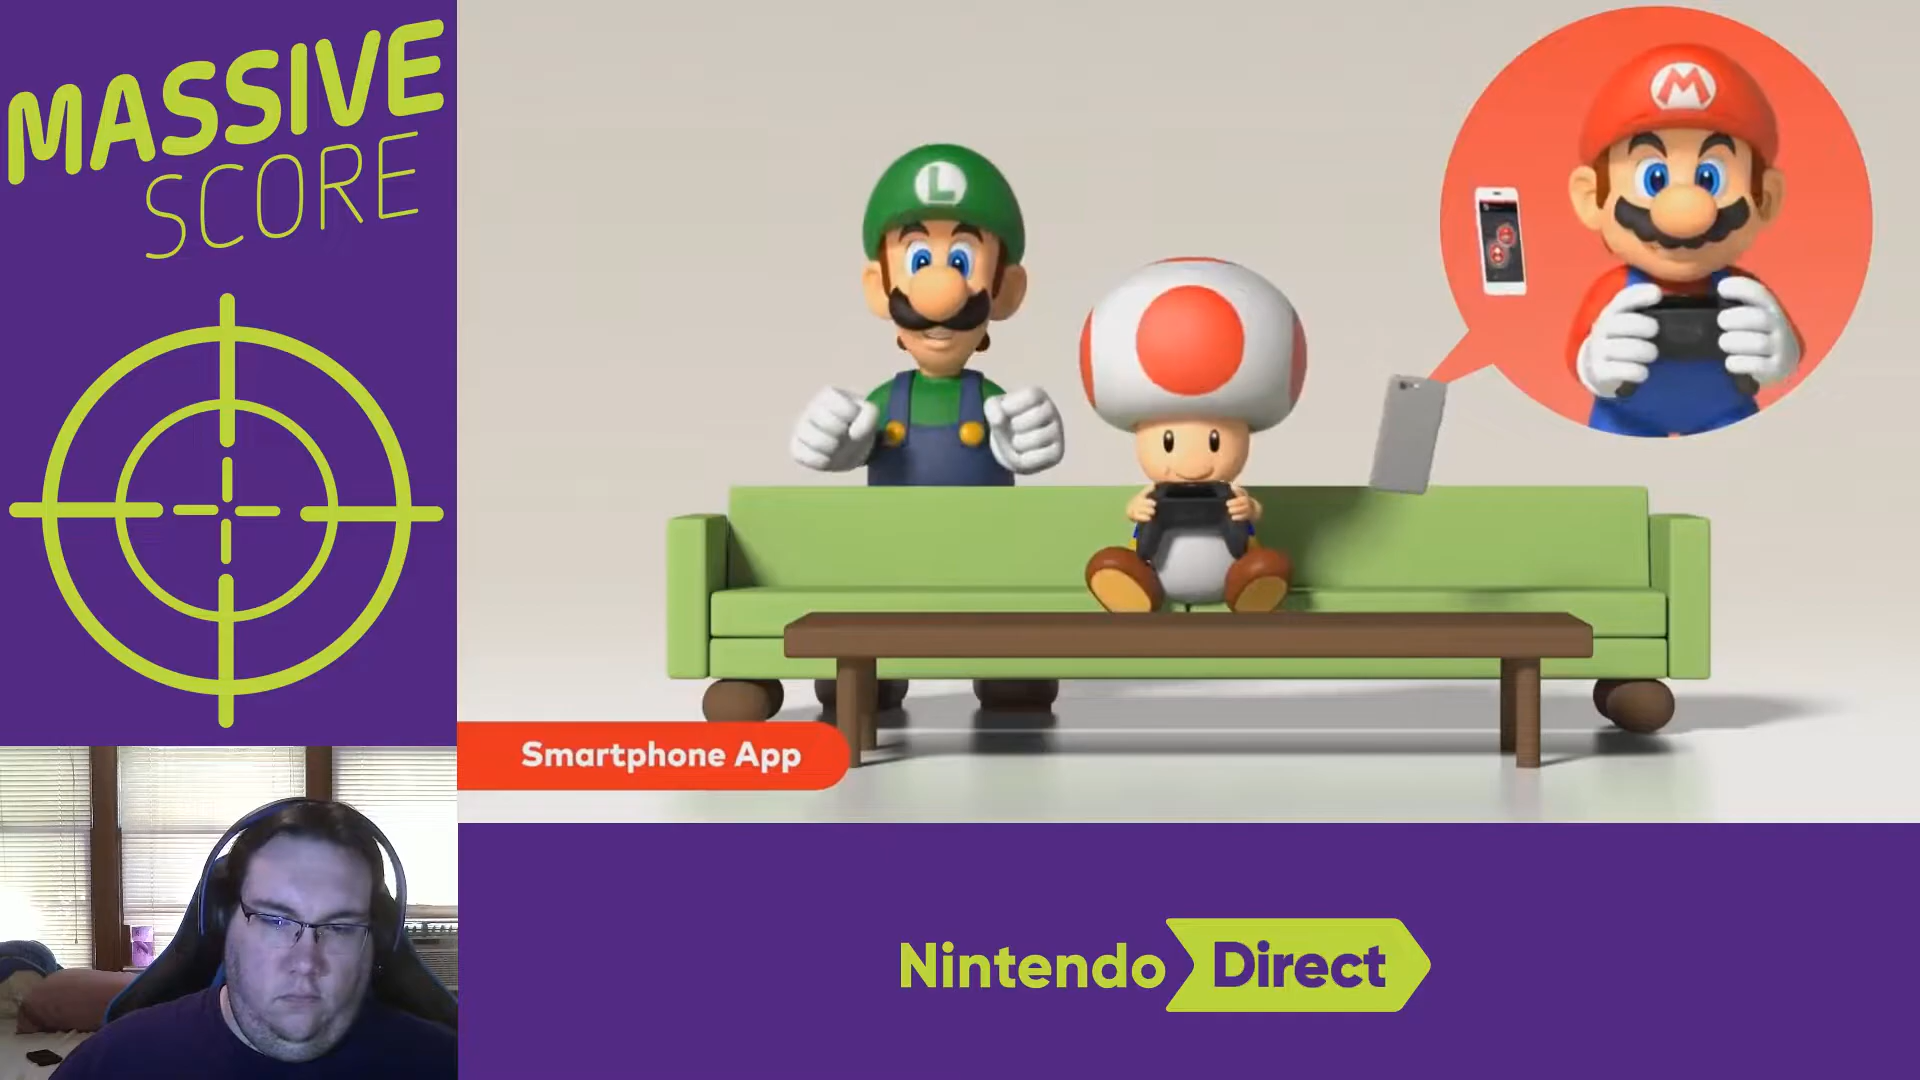 MASSIVE
SCORE
L
M
Smartphone App
Nintendo Direct